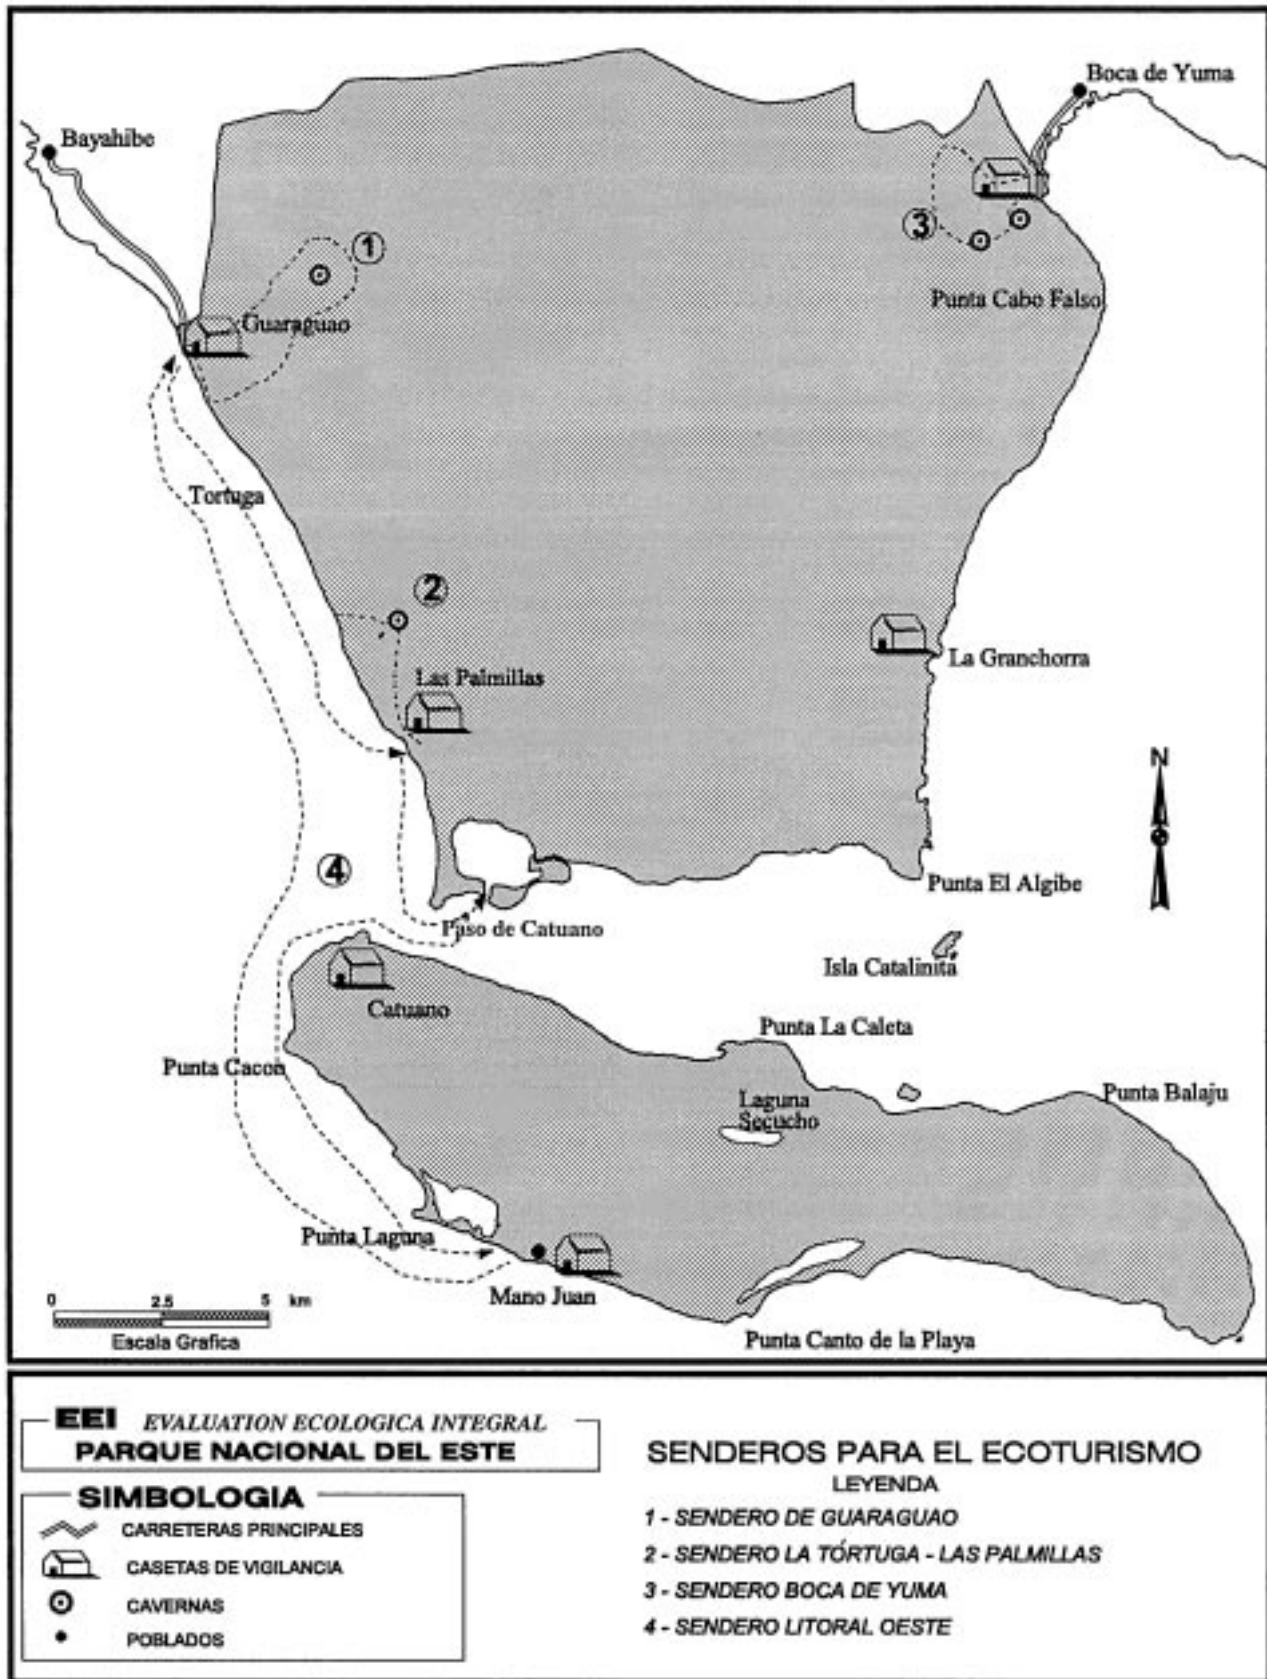 Boca de Yuma
Bayahibe
1
3
Punta Cabo Falso
Guaraguao
Tortuga
2
La Granchorra
Las Palmillas
N
4
Punta El Algibe
Paso de Catuano
Isla Catalinita
Catuano
Punta La Caleta
Punta Cacon
Punta Balaju
Laguna
Secucho
Punta Laguna
Mano Juan
0 2.5 5 km
Escala Grafica
Punta Canto de la Playa
EEI EVALUATION ECOLOGICA INTEGRAL
PARQUE NACIONAL DEL ESTE
SIMBOLOGIA
CARRETERAS PRINCIPALES
CASETAS DE VIGILANCIA
CAVERNAS
POBLADOS
SENDEROS PARA EL ECOTURISMO
LEYENDA
1 - SENDERO DE GUARAGUAO
2 - SENDERO LA TÓRTUGA - LAS PALMILLAS
3 - SENDERO BOCA DE YUMA
4 - SENDERO LITORAL OESTE